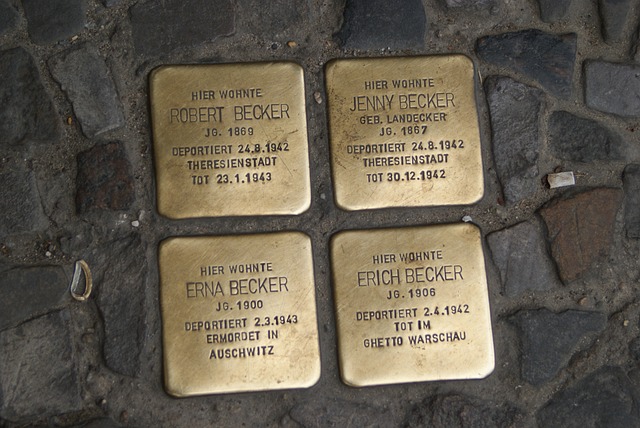 HIER WOHNTE
ROBERT BECKER
JG. 1869
DEPORTIERT 24.8.1942
THERESIENSTADT
TOT 23.1.1943
HIER WOHNTE
JENNY BECKER
GEB. LANDECKER
JG. 1867
DEPORTIERT 24.8.1942
THERESIENSTADT
TOT 30.12.1942
HIER WOHNTE
ERNA BECKER
JG. 1900
DEPORTIERT 2.3.1943
ERMORDET IN
AUSCHWITZ
HIER WOHNTE
ERICH BECKER
JG. 1906
DEPORTIERT 2.4.1942
TOT IM
GHETTO WARSCHAU